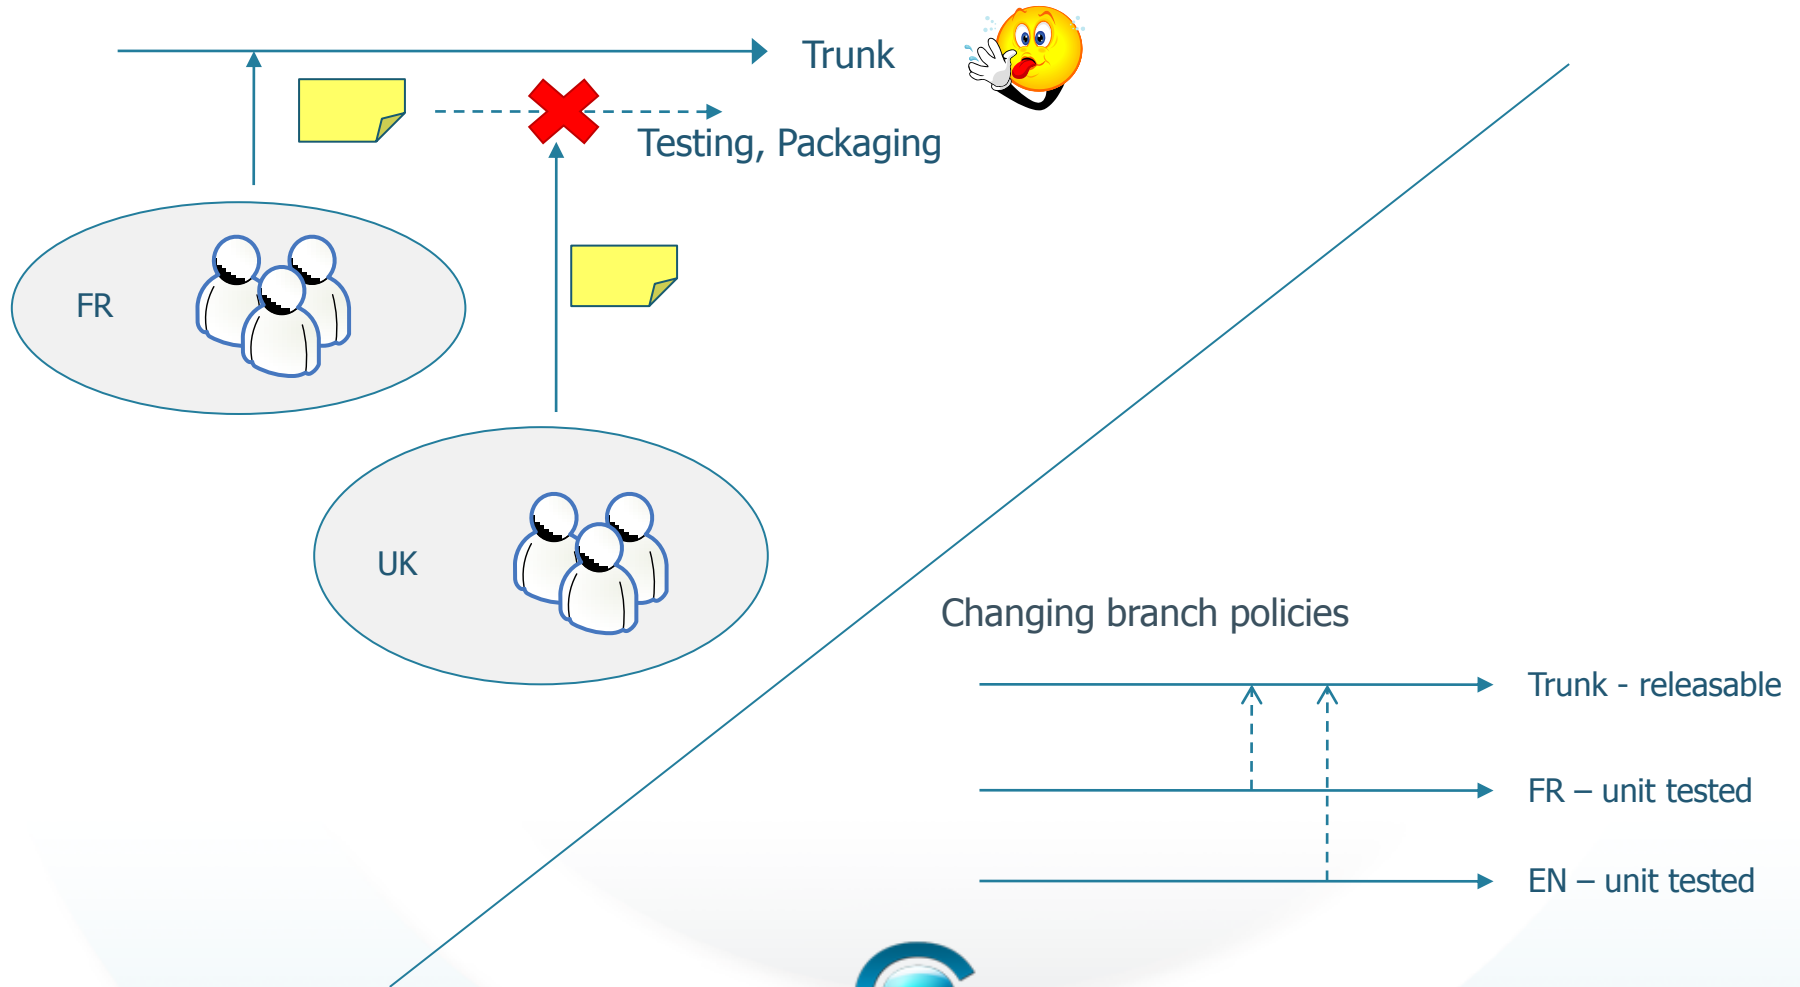 Trunk
Testing, Packaging
FR
UK
Changing branch policies
Trunk - releasable
FR – unit tested
EN – unit tested